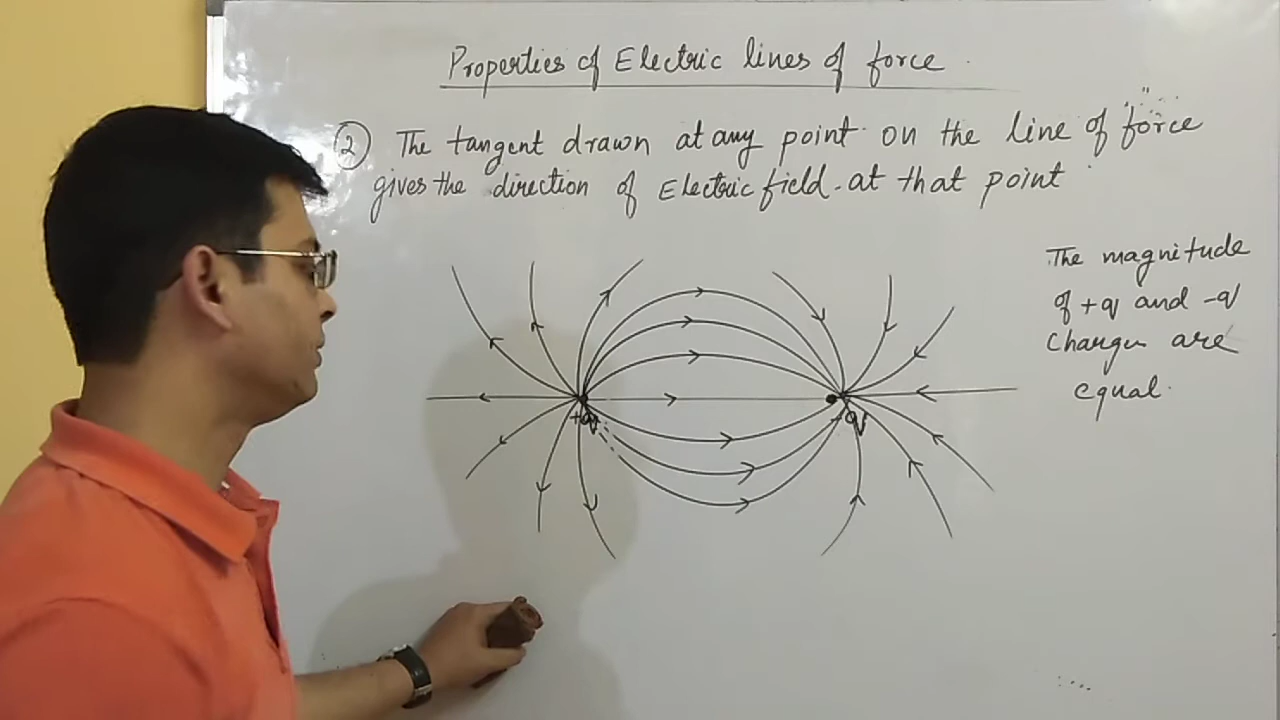 Properties of Electric lines of force
② The tangent drawn at any point on the line of force
gives the direction of Electric field at that point
The magnitude
of +q and -q
charges are
equal.
+q
-q